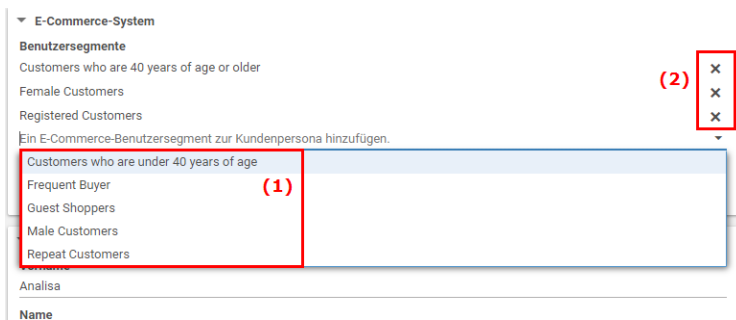 E-Commerce-System
Benutzersegmente
Customers who are 40 years of age or older
Female Customers
(2)
Registered Customers
Ein E-Commerce-Benutzersegment zur Kundenpersona hinzufügen.
Customers who are under 40 years of age
Frequent Buyer
(1)
Guest Shoppers
Male Customers
Repeat Customers
Vorname
Analisa
Name